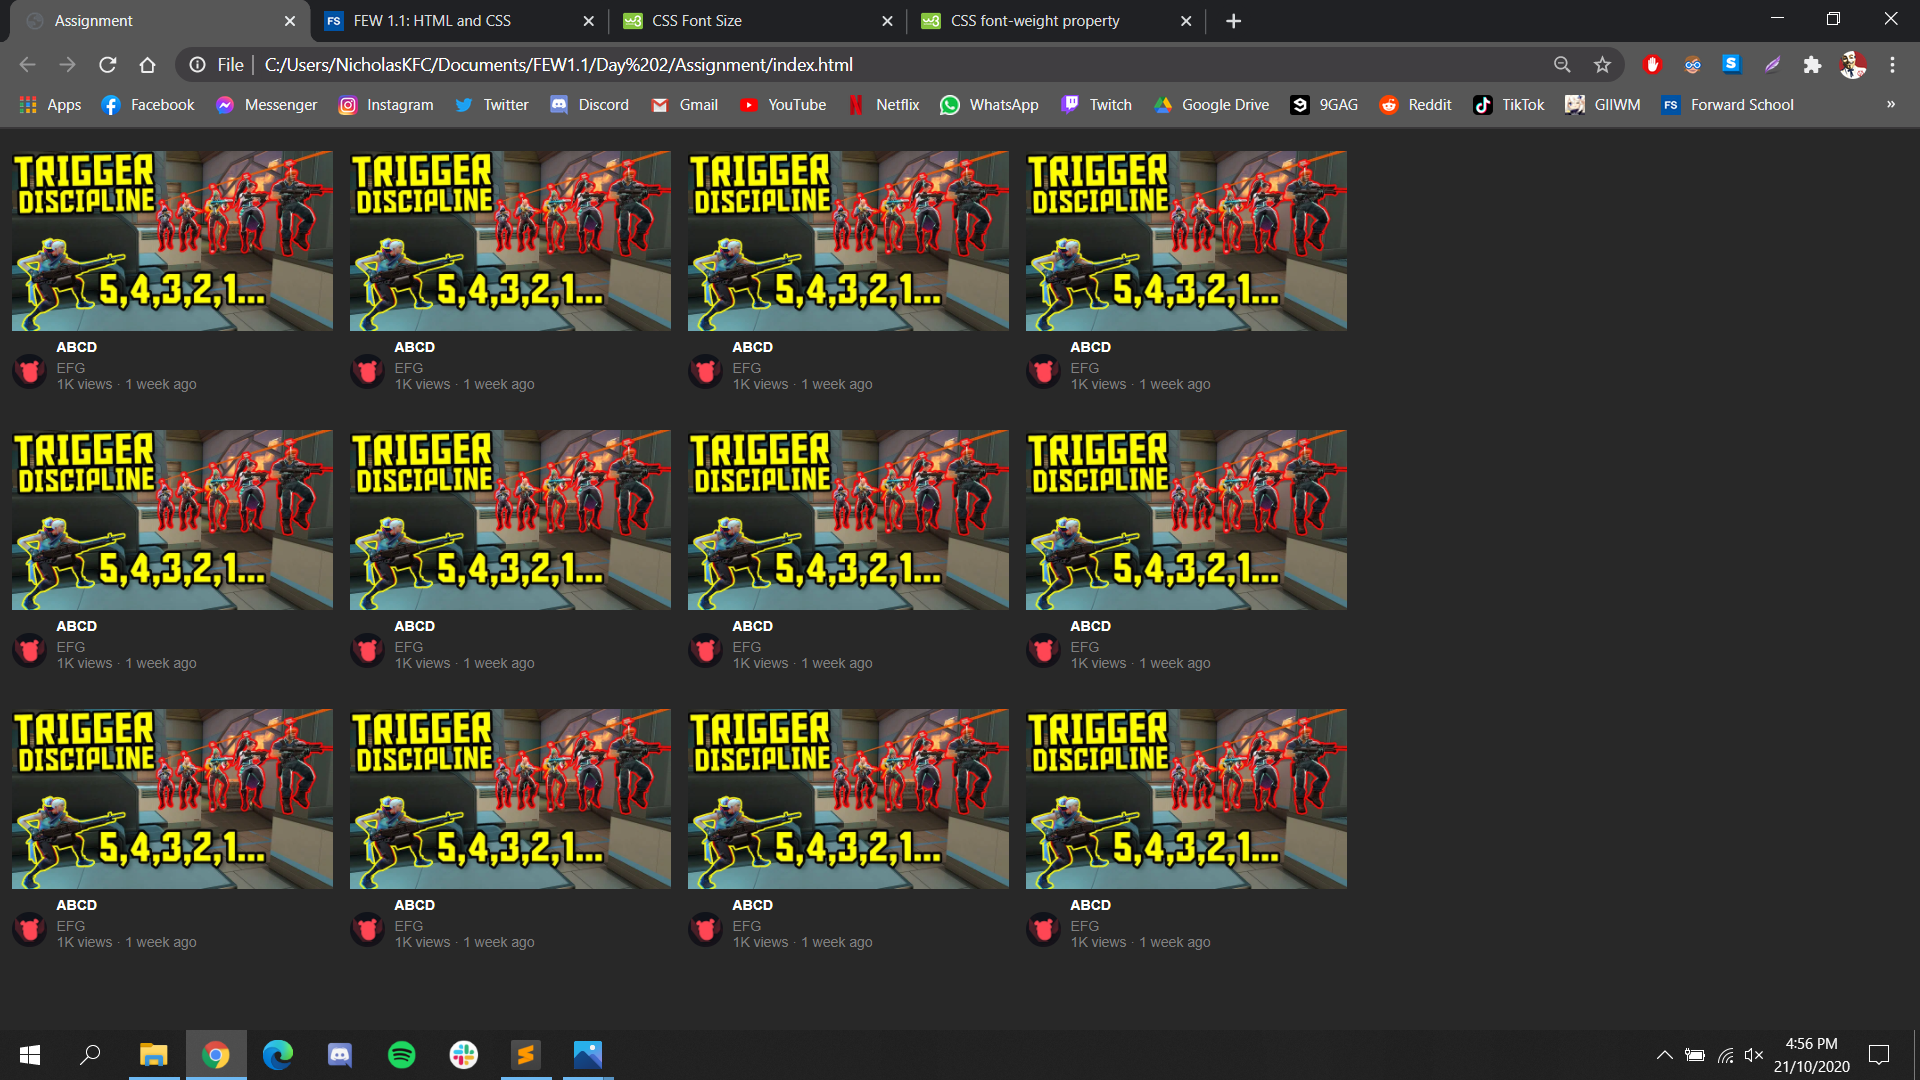 Assignment
FS FEW 1.1: HTML and CSS
CSS Font Size
CSS font-weight property
File C:/Users/NicholasKFC/Documents/FEW1.1/Day%202/Assignment/index.html
Apps Facebook Messenger Instagram Twitter Discord Gmail YouTube Netflix WhatsApp Twitch Google Drive 9GAG Reddit TikTok GIIWM FS Forward School »
TRIGGER
DISCIPLINE
5,4,3,2,1...
TRIGGER
DISCIPLINE
5,4,3,2,1...
TRIGGER
DISCIPLINE
5,4,3,2,1...
TRIGGER
DISCIPLINE
5,4,3,2,1...
ABCD
EFG
1K views · 1 week ago
ABCD
EFG
1K views · 1 week ago
ABCD
EFG
1K views · 1 week ago
ABCD
EFG
1K views · 1 week ago
TRIGGER
DISCIPLINE
5,4,3,2,1...
TRIGGER
DISCIPLINE
5,4,3,2,1...
TRIGGER
DISCIPLINE
5,4,3,2,1...
TRIGGER
DISCIPLINE
5,4,3,2,1...
ABCD
EFG
1K views · 1 week ago
ABCD
EFG
1K views · 1 week ago
ABCD
EFG
1K views · 1 week ago
ABCD
EFG
1K views · 1 week ago
TRIGGER
DISCIPLINE
5,4,3,2,1...
TRIGGER
DISCIPLINE
5,4,3,2,1...
TRIGGER
DISCIPLINE
5,4,3,2,1...
TRIGGER
DISCIPLINE
5,4,3,2,1...
ABCD
EFG
1K views · 1 week ago
ABCD
EFG
1K views · 1 week ago
ABCD
EFG
1K views · 1 week ago
ABCD
EFG
1K views · 1 week ago
4:56 PM
21/10/2020